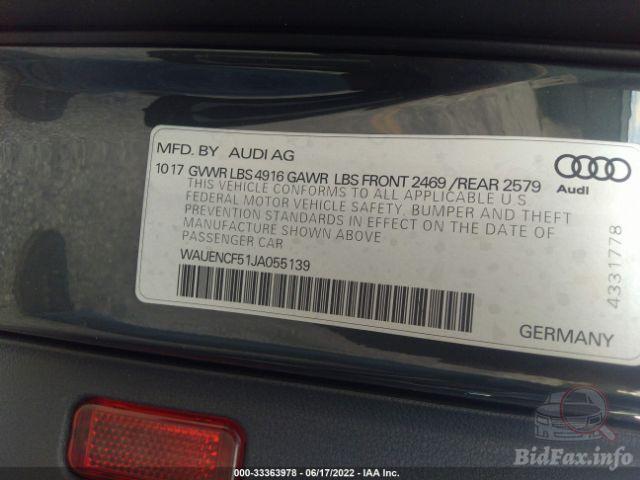 MFD. BY AUDI AG
10 17 GVWR LBS 4916 GAWR LBS FRONT 2469 /REAR 2579
THIS VEHICLE CONFORMS TO ALL APPLICABLE U.S.
FEDERAL MOTOR VEHICLE SAFETY, BUMPER AND THEFT
PREVENTION STANDARDS IN EFFECT ON THE DATE OF
MANUFACTURE SHOWN ABOVE
PASSENGER CAR
WAUENCF51JA055139
Audi
4331778
GERMANY
BidFax.info
000-33363978 - 06/17/2022 - IAA Inc.